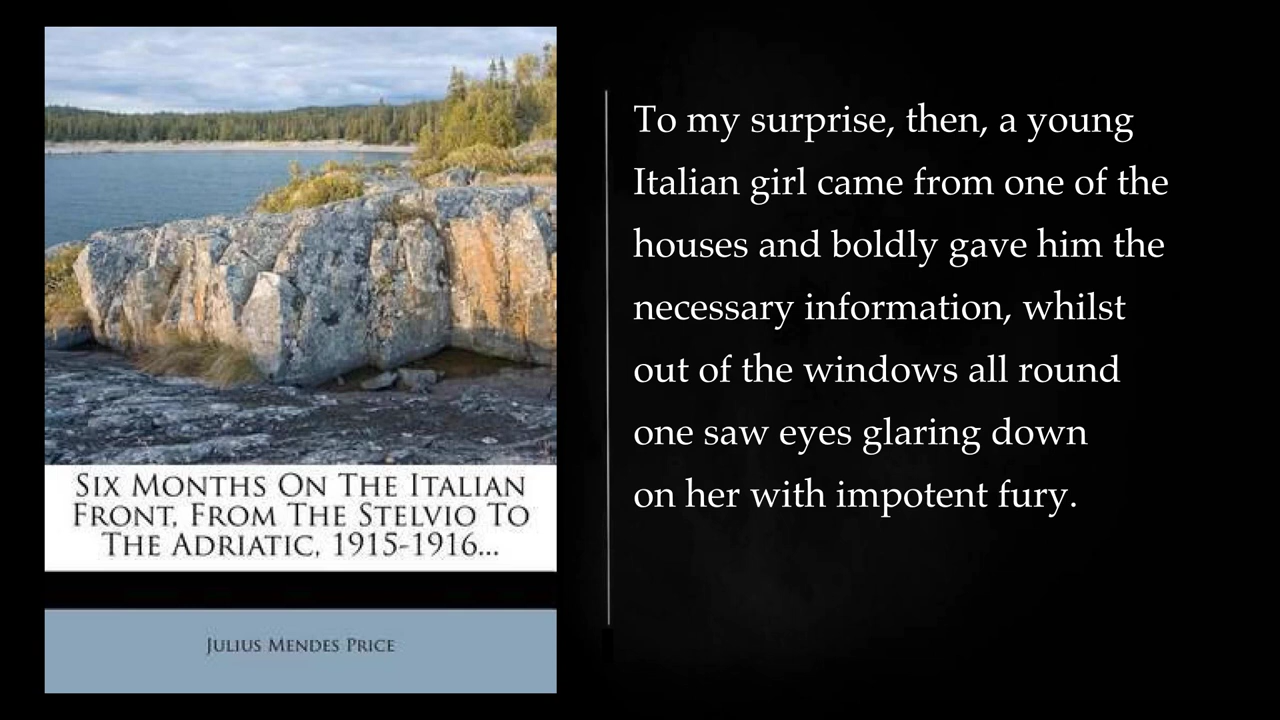 Six Months On The Italian
Front, From The Stelvio To
The Adriatic, 1915-1916...
Julius Mendes Price
To my surprise, then, a young
Italian girl came from one of the
houses and boldly gave him the
necessary information, whilst
out of the windows all round
one saw eyes glaring down
on her with impotent fury.